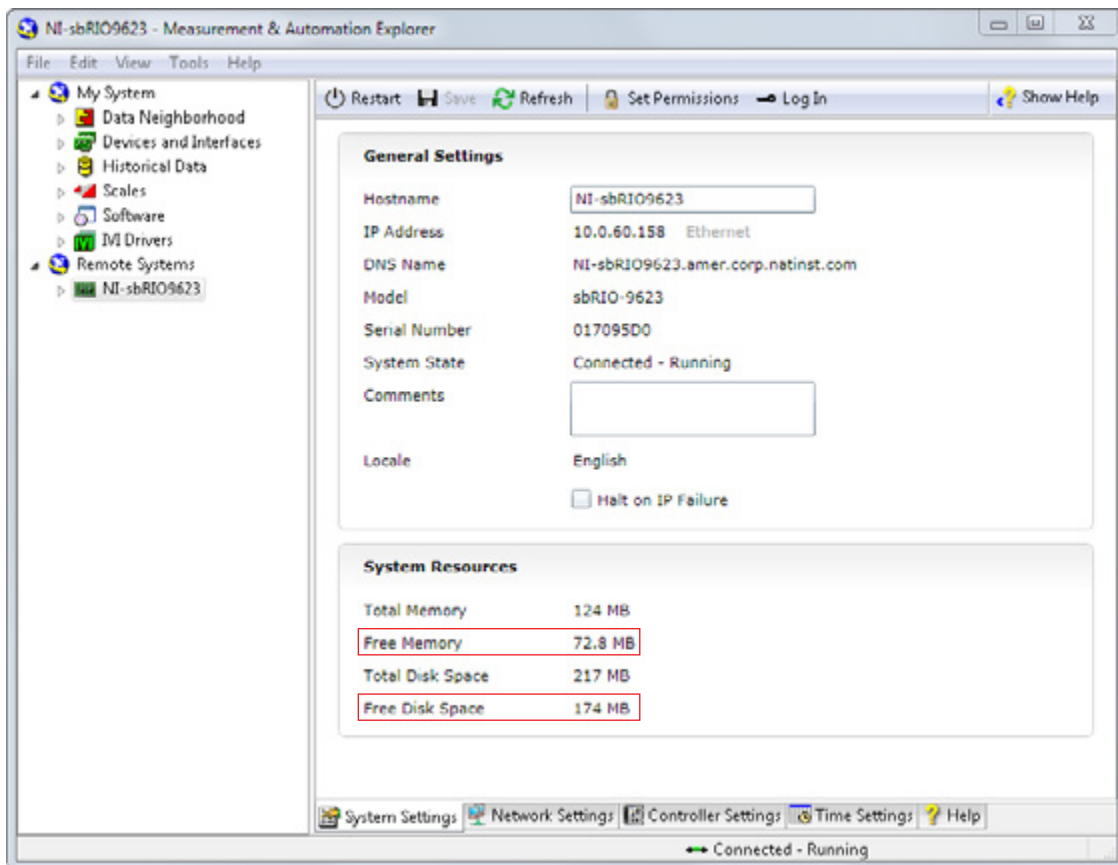 NI-sbRIO9623 - Measurement & Automation Explorer
File Edit View Tools Help
My System
Data Neighborhood
Devices and Interfaces
Historical Data
Scales
Software
IVI Drivers
Remote Systems
NI-sbRIO9623
Restart Save Refresh Set Permissions Log In Show Help
General Settings
Hostname NI-sbRIO9623
IP Address 10.0.60.158 Ethernet
DNS Name NI-sbRIO9623.amer.corp.natinst.com
Model sbRIO-9623
Serial Number 017095D0
System State Connected - Running
Comments
Locale English
Halt on IP Failure
System Resources
Total Memory 124 MB
Free Memory 72.8 MB
Total Disk Space 217 MB
Free Disk Space 174 MB
System Settings Network Settings Controller Settings Time Settings Help
Connected - Running